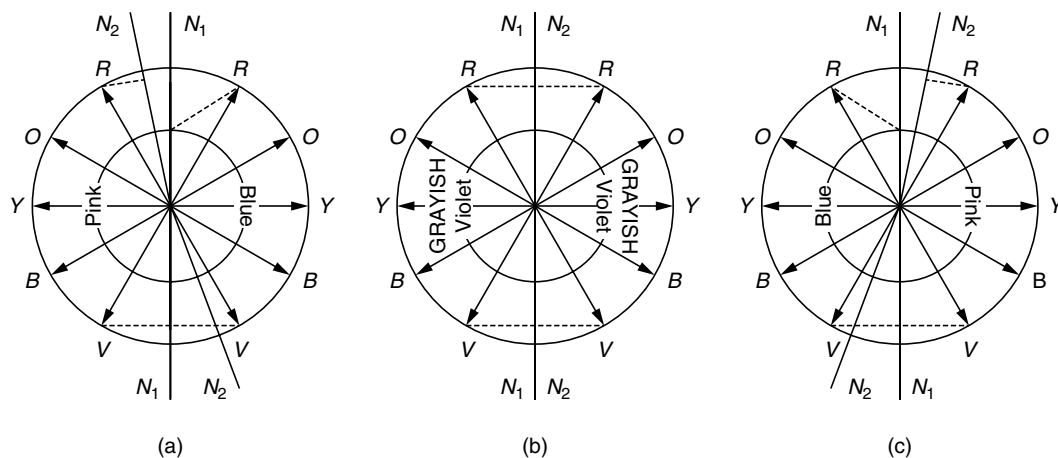 N2 N1
R R
O O
Y Pink Blue Y
B B
V V
N1 N2
(a)
N1 N2
R R
O O
Y GRAYISH Violet Violet GRAYISH Y
B B
V V
N1 N2
(b)
N1 N2
R R
O O
Y Blue Pink Y
B B
V V
N2 N1
(c)